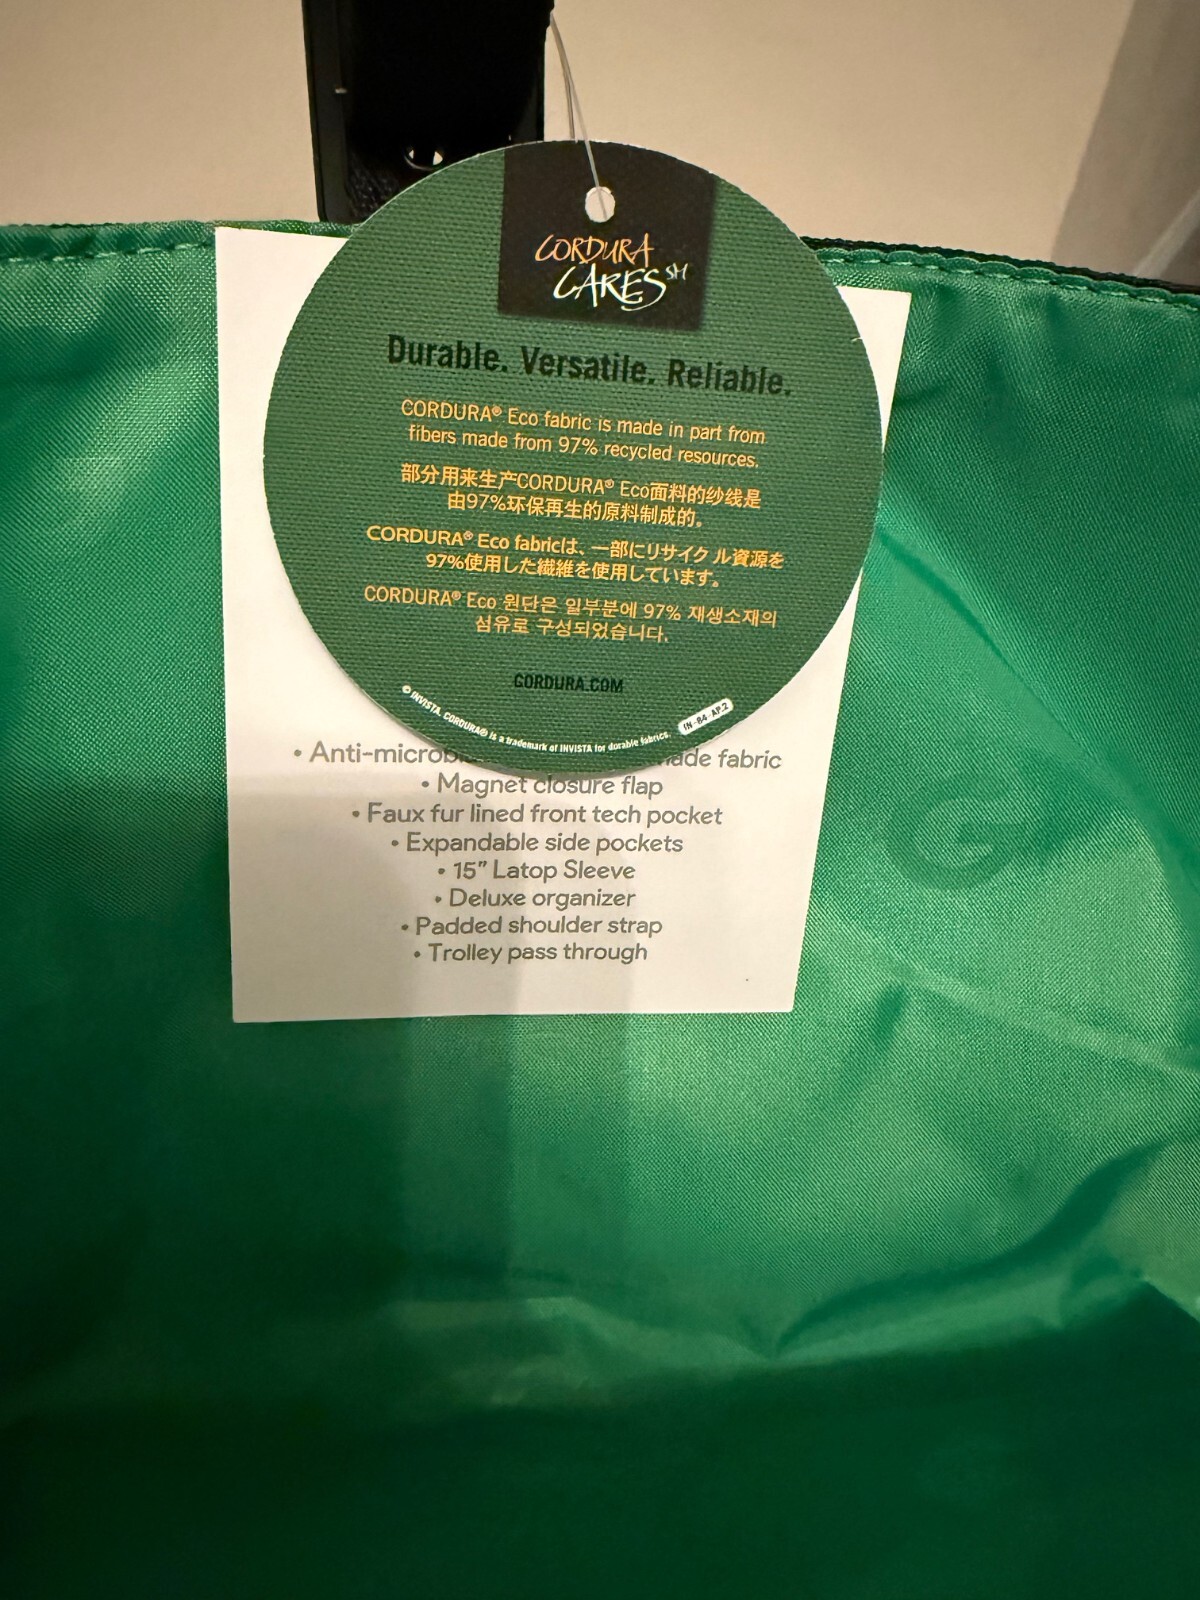 CORDURA
CARES SM
Durable. Versatile. Reliable.
CORDURA® Eco fabric is made in part from
fibers made from 97% recycled resources.
部分用来生产CORDURA® Eco面料的纱线是
由97%环保再生的原料制成的。
CORDURA® Eco fabricは、一部にリサイクル資源を
97%使用した繊維を使用しています。
CORDURA® Eco 원단은 일부분에 97% 재생소재의
섬유로 구성되었습니다.
CORDURA.COM
© INVISTA. CORDURA® is a trademark of INVISTA for durable fabrics.
IN-84-AP.2
• fabric
• Magnet closure flap
• Faux fur lined front tech pocket
• Expandable side pockets
• 15” Latop Sleeve
• Deluxe organizer
• Padded shoulder strap
• Trolley pass through